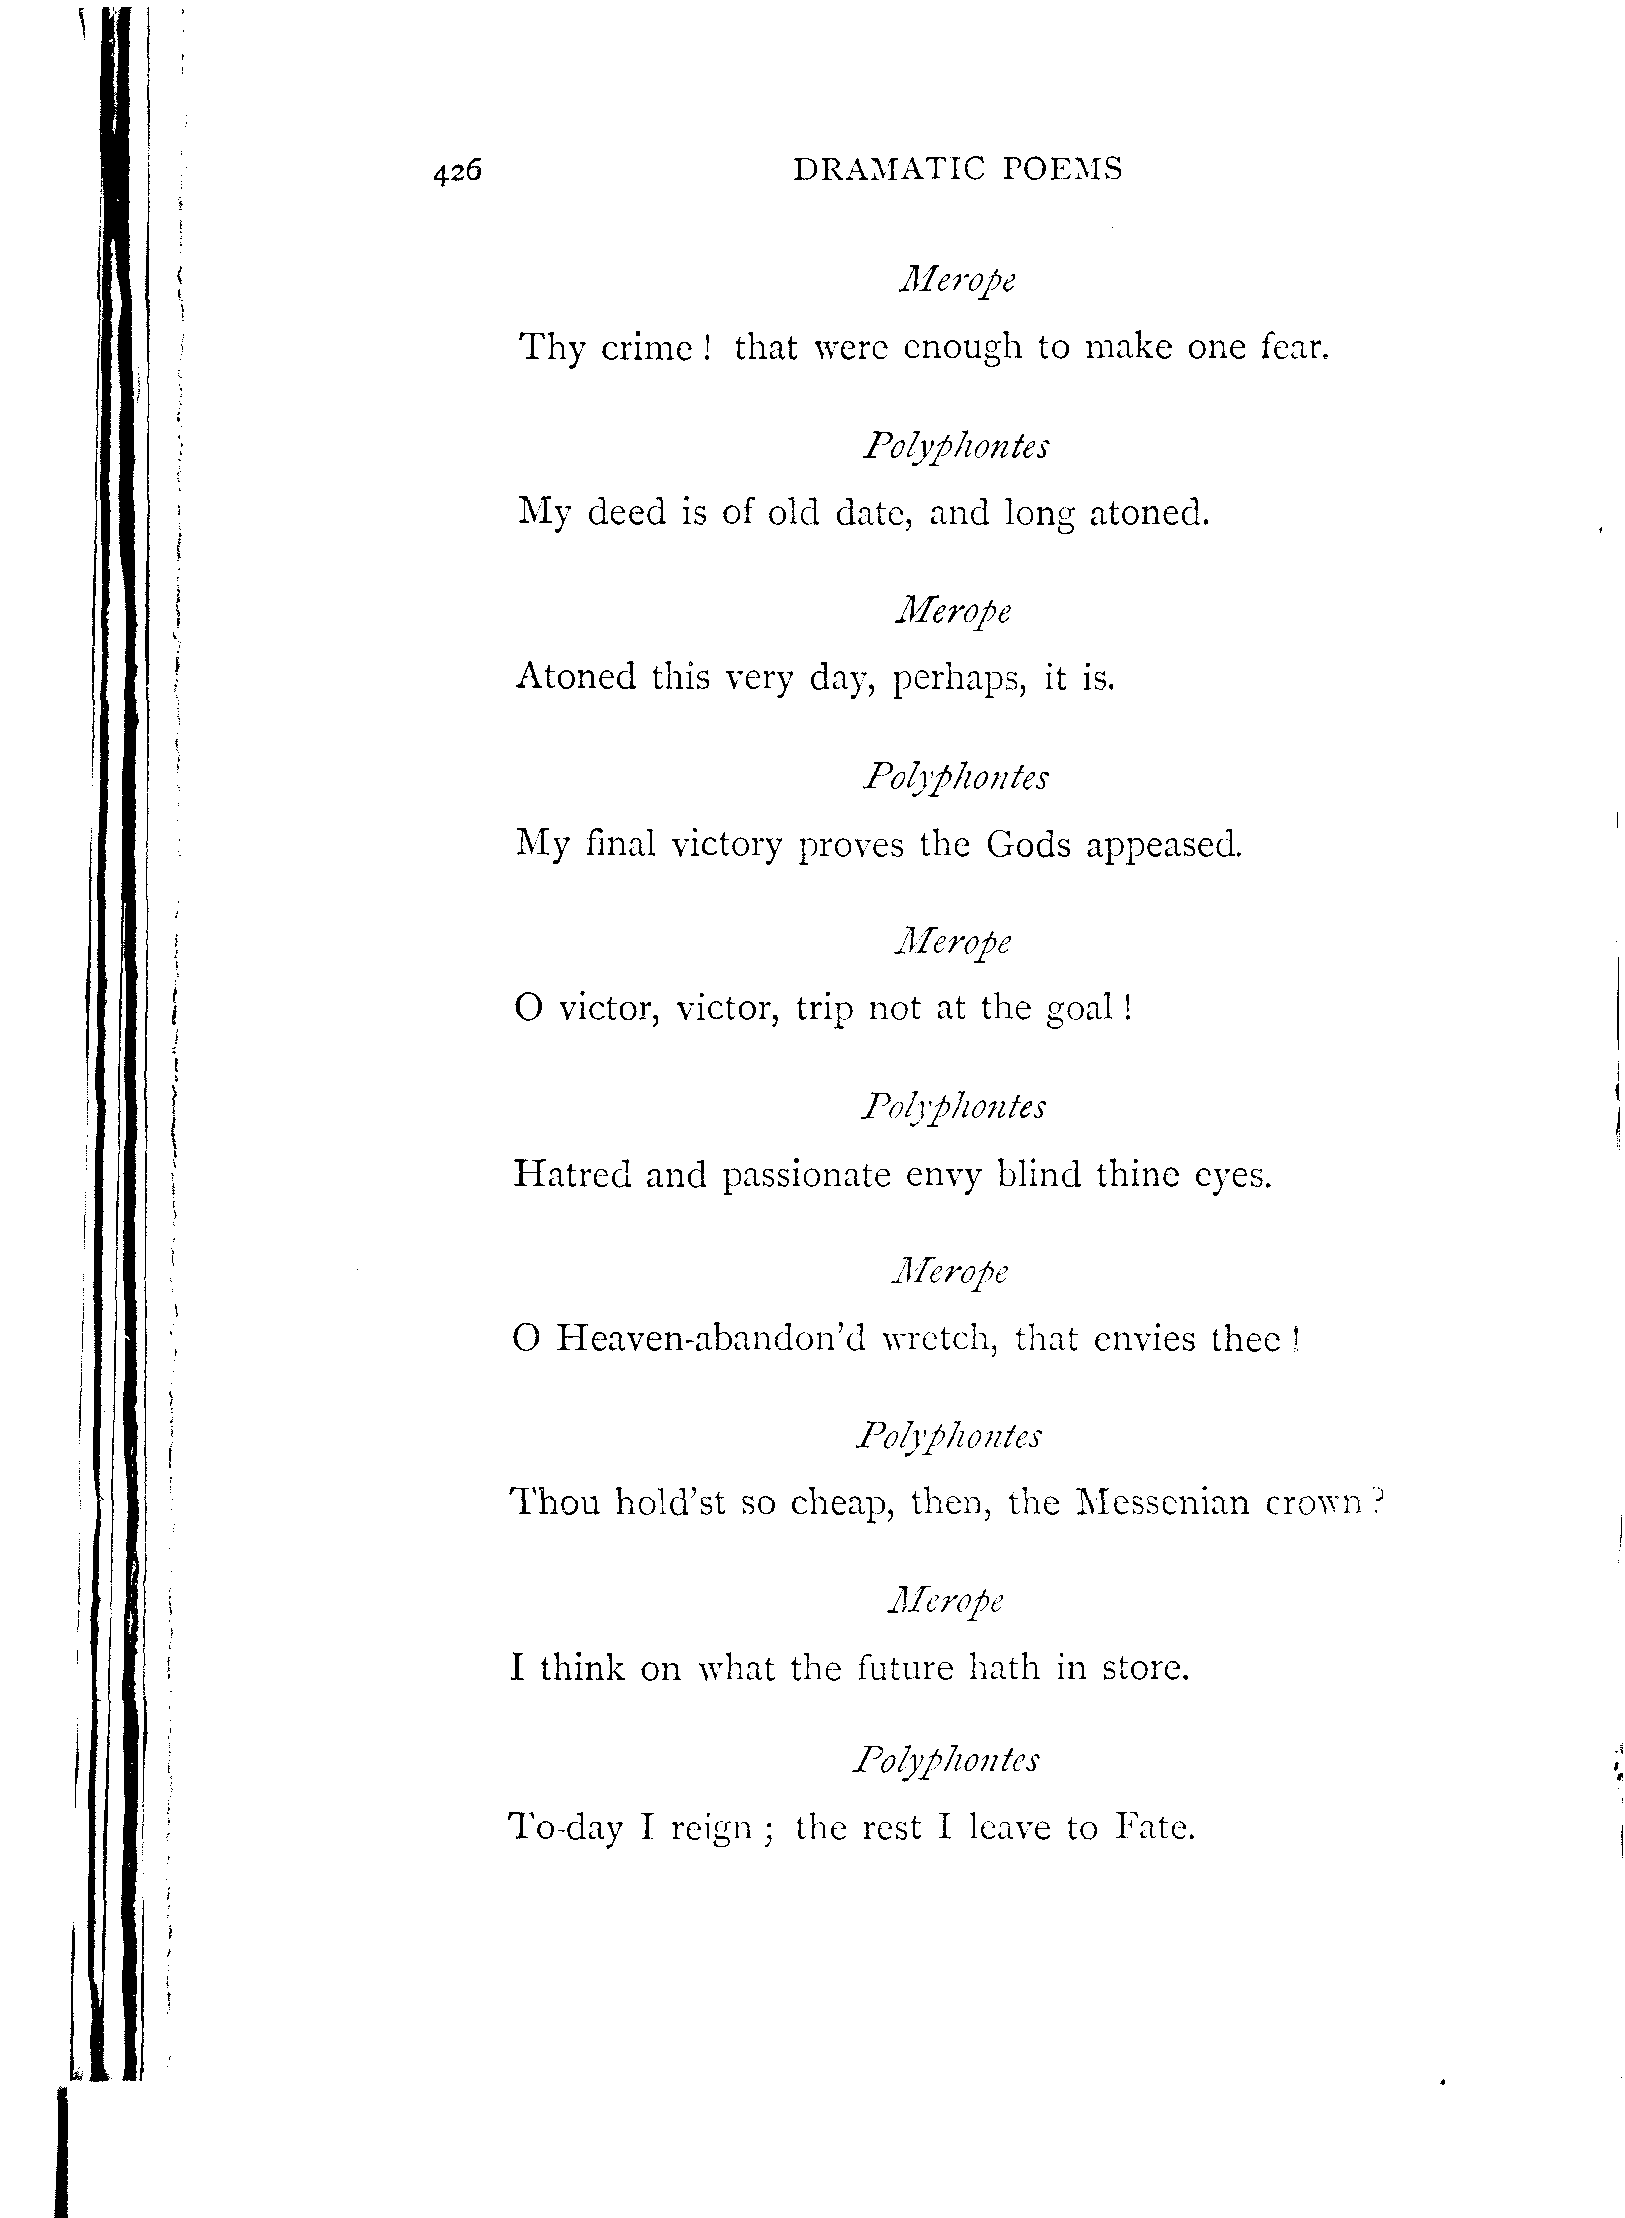 426 DRAMATIC POEMS
Merope
Thy crime ! that were enough to make one fear.
Polyphontes
My deed is of old date, and long atoned.
Merope
Atoned this very day, perhaps, it is.
Polyphontes
My final victory proves the Gods appeased.
Merope
O victor, victor, trip not at the goal !
Polyphontes
Hatred and passionate envy blind thine eyes.
Merope
O Heaven-abandon'd wretch, that envies thee !
Polyphontes
Thou hold'st so cheap, then, the Messenian crown ?
Merope
I think on what the future hath in store.
Polyphontes
To-day I reign ; the rest I leave to Fate.